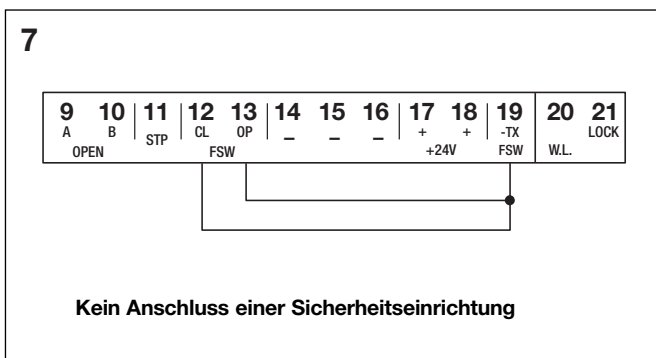 7
9 10 11 12 13 14 15 16 17 18 19 20 21
A B STP CL OP – – – + + -TX LOCK
OPEN FSW +24V FSW W.L.
Kein Anschluss einer Sicherheitseinrichtung